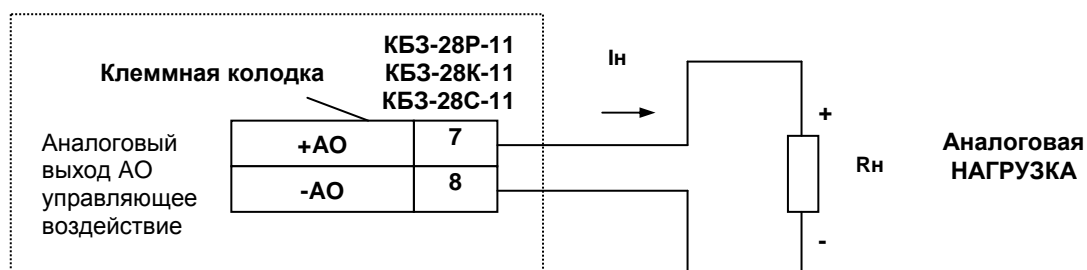 КБЗ-28Р-11
КБЗ-28К-11
КБЗ-28С-11
Клеммная колодка
Iн
Аналоговый
выход АО
управляющее
воздействие
+АО
7
-АО
8
+
Rн
-
Аналоговая
НАГРУЗКА